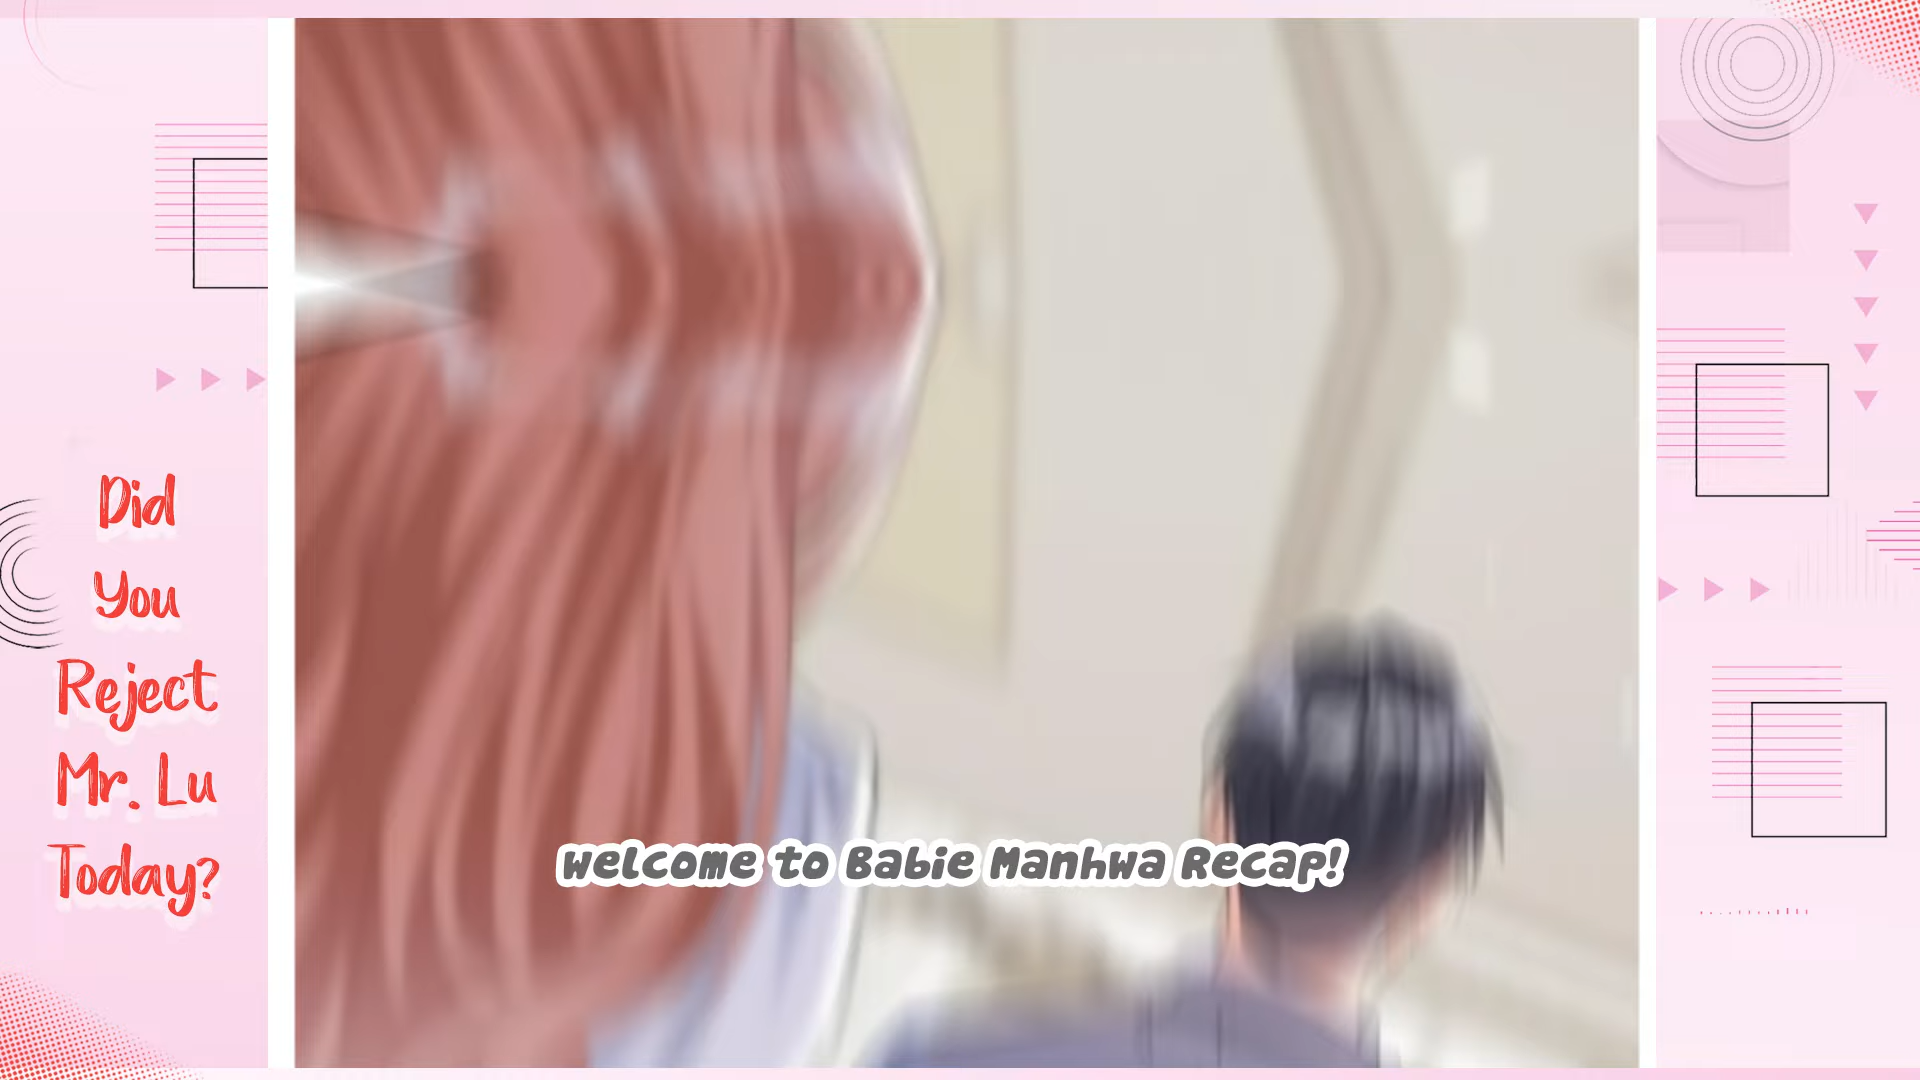 Did
You
Reject
Mr. Lu
Today?
welcome to Babie Manhwa Recap!